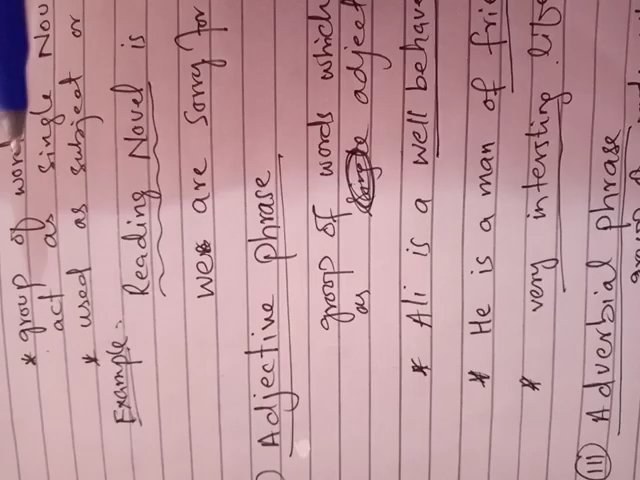 * group of wor
act as single Nou
* used as subject or
Example:
Reading Novel is
we are sorry for
) Adjective phrase
group of words which
as adject
* Ali is a well behave
* He is a man of frie
* very intersting life
(iii) Adverbial phrase